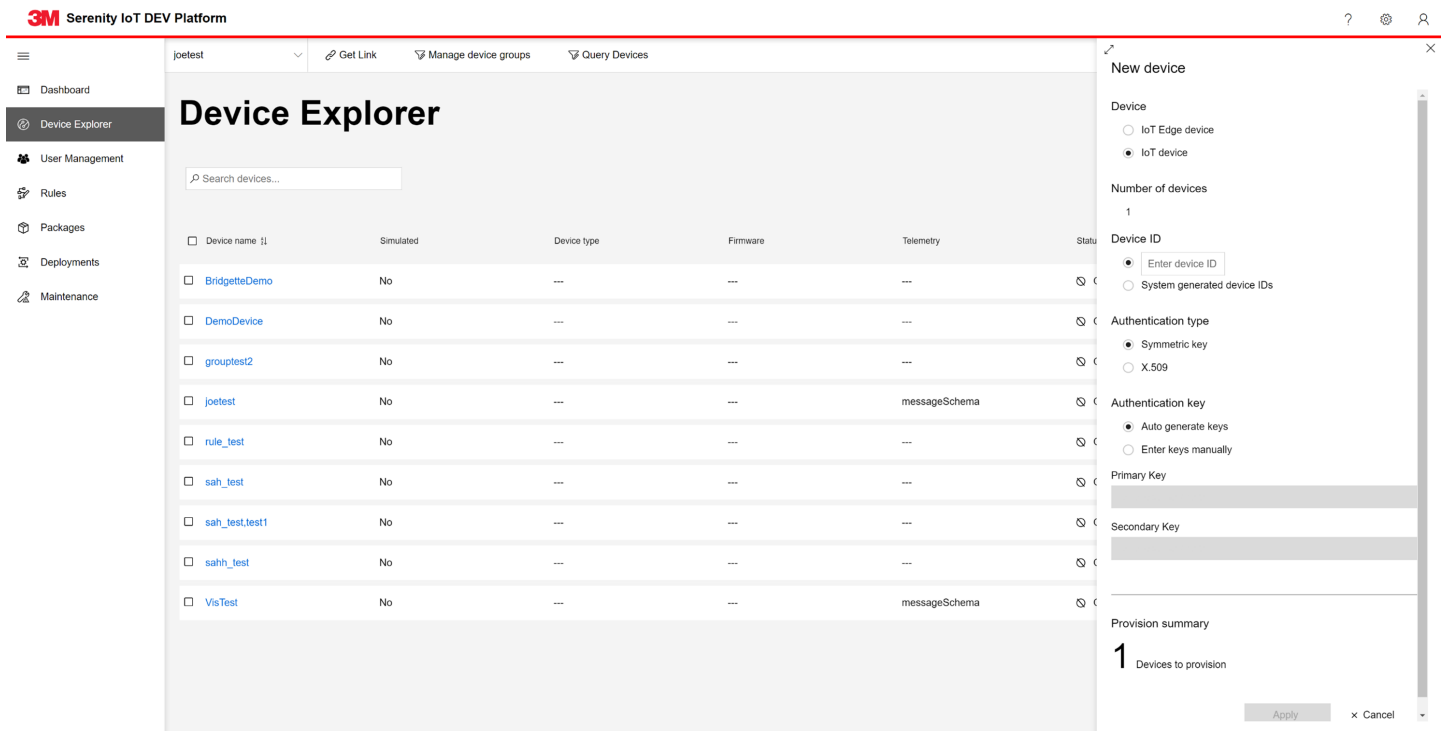 3M Serenity IoT DEV Platform
?
joetest
Get Link
Manage device groups
Query Devices
Dashboard
Device Explorer
User Management
Rules
Packages
Deployments
Maintenance
Device Explorer
Search devices...
Device name Simulated Device type Firmware Telemetry Statu
BridgetteDemo No --- --- ---
DemoDevice No --- --- ---
grouptest2 No --- --- ---
joetest No --- --- messageSchema
rule_test No --- --- ---
sah_test No --- --- ---
sah_test,test1 No --- --- ---
sahh_test No --- --- ---
VisTest No --- --- messageSchema
New device
Device
IoT Edge device
IoT device
Number of devices
1
Device ID
Enter device ID
System generated device IDs
Authentication type
Symmetric key
X.509
Authentication key
Auto generate keys
Enter keys manually
Primary Key
Secondary Key
Provision summary
1 Devices to provision
Apply
Cancel